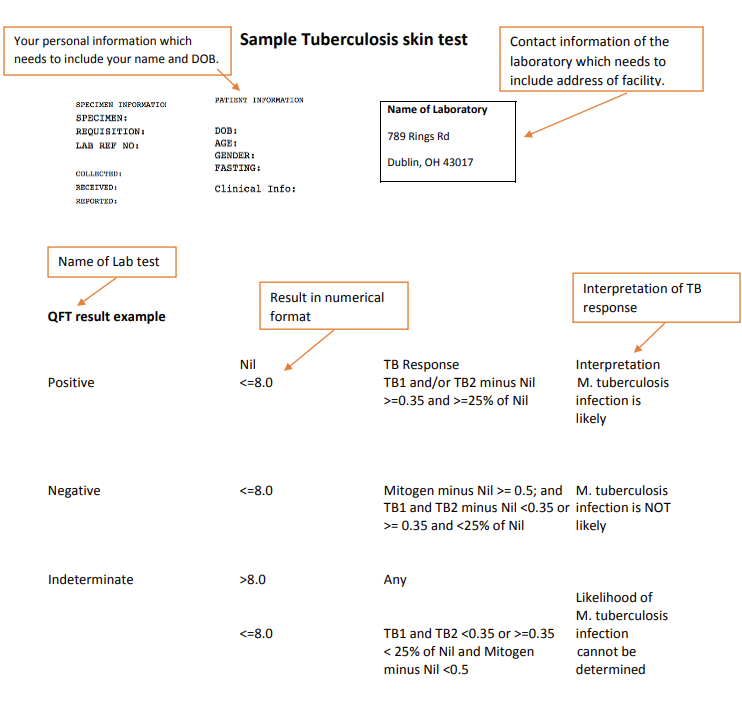 Sample Tuberculosis skin test
Your personal information which
needs to include your name and DOB.
Contact information of the
laboratory which needs to
include address of facility.
SPECIMEN INFORMATION
SPECIMEN:
REQUISITION:
LAB REF NO:
COLLECTED:
RECEIVED:
REPORTED:
PATIENT INFORMATION
DOB:
AGE:
GENDER:
FASTING:
Clinical Info:
Name of Laboratory
789 Rings Rd
Dublin, OH 43017
Name of Lab test
Result in numerical
format
Interpretation of TB
response
QFT result example
Nil TB Response Interpretation
Positive <=8.0 TB1 and/or TB2 minus Nil M. tuberculosis
>=0.35 and >=25% of Nil infection is
likely
Negative <=8.0 Mitogen minus Nil >= 0.5; and M. tuberculosis
TB1 and TB2 minus Nil <0.35 or infection is NOT
>= 0.35 and <25% of Nil likely
Indeterminate >8.0 Any
Likelihood of
M. tuberculosis
<=8.0 TB1 and TB2 <0.35 or >=0.35 infection
< 25% of Nil and Mitogen cannot be
minus Nil <0.5 determined